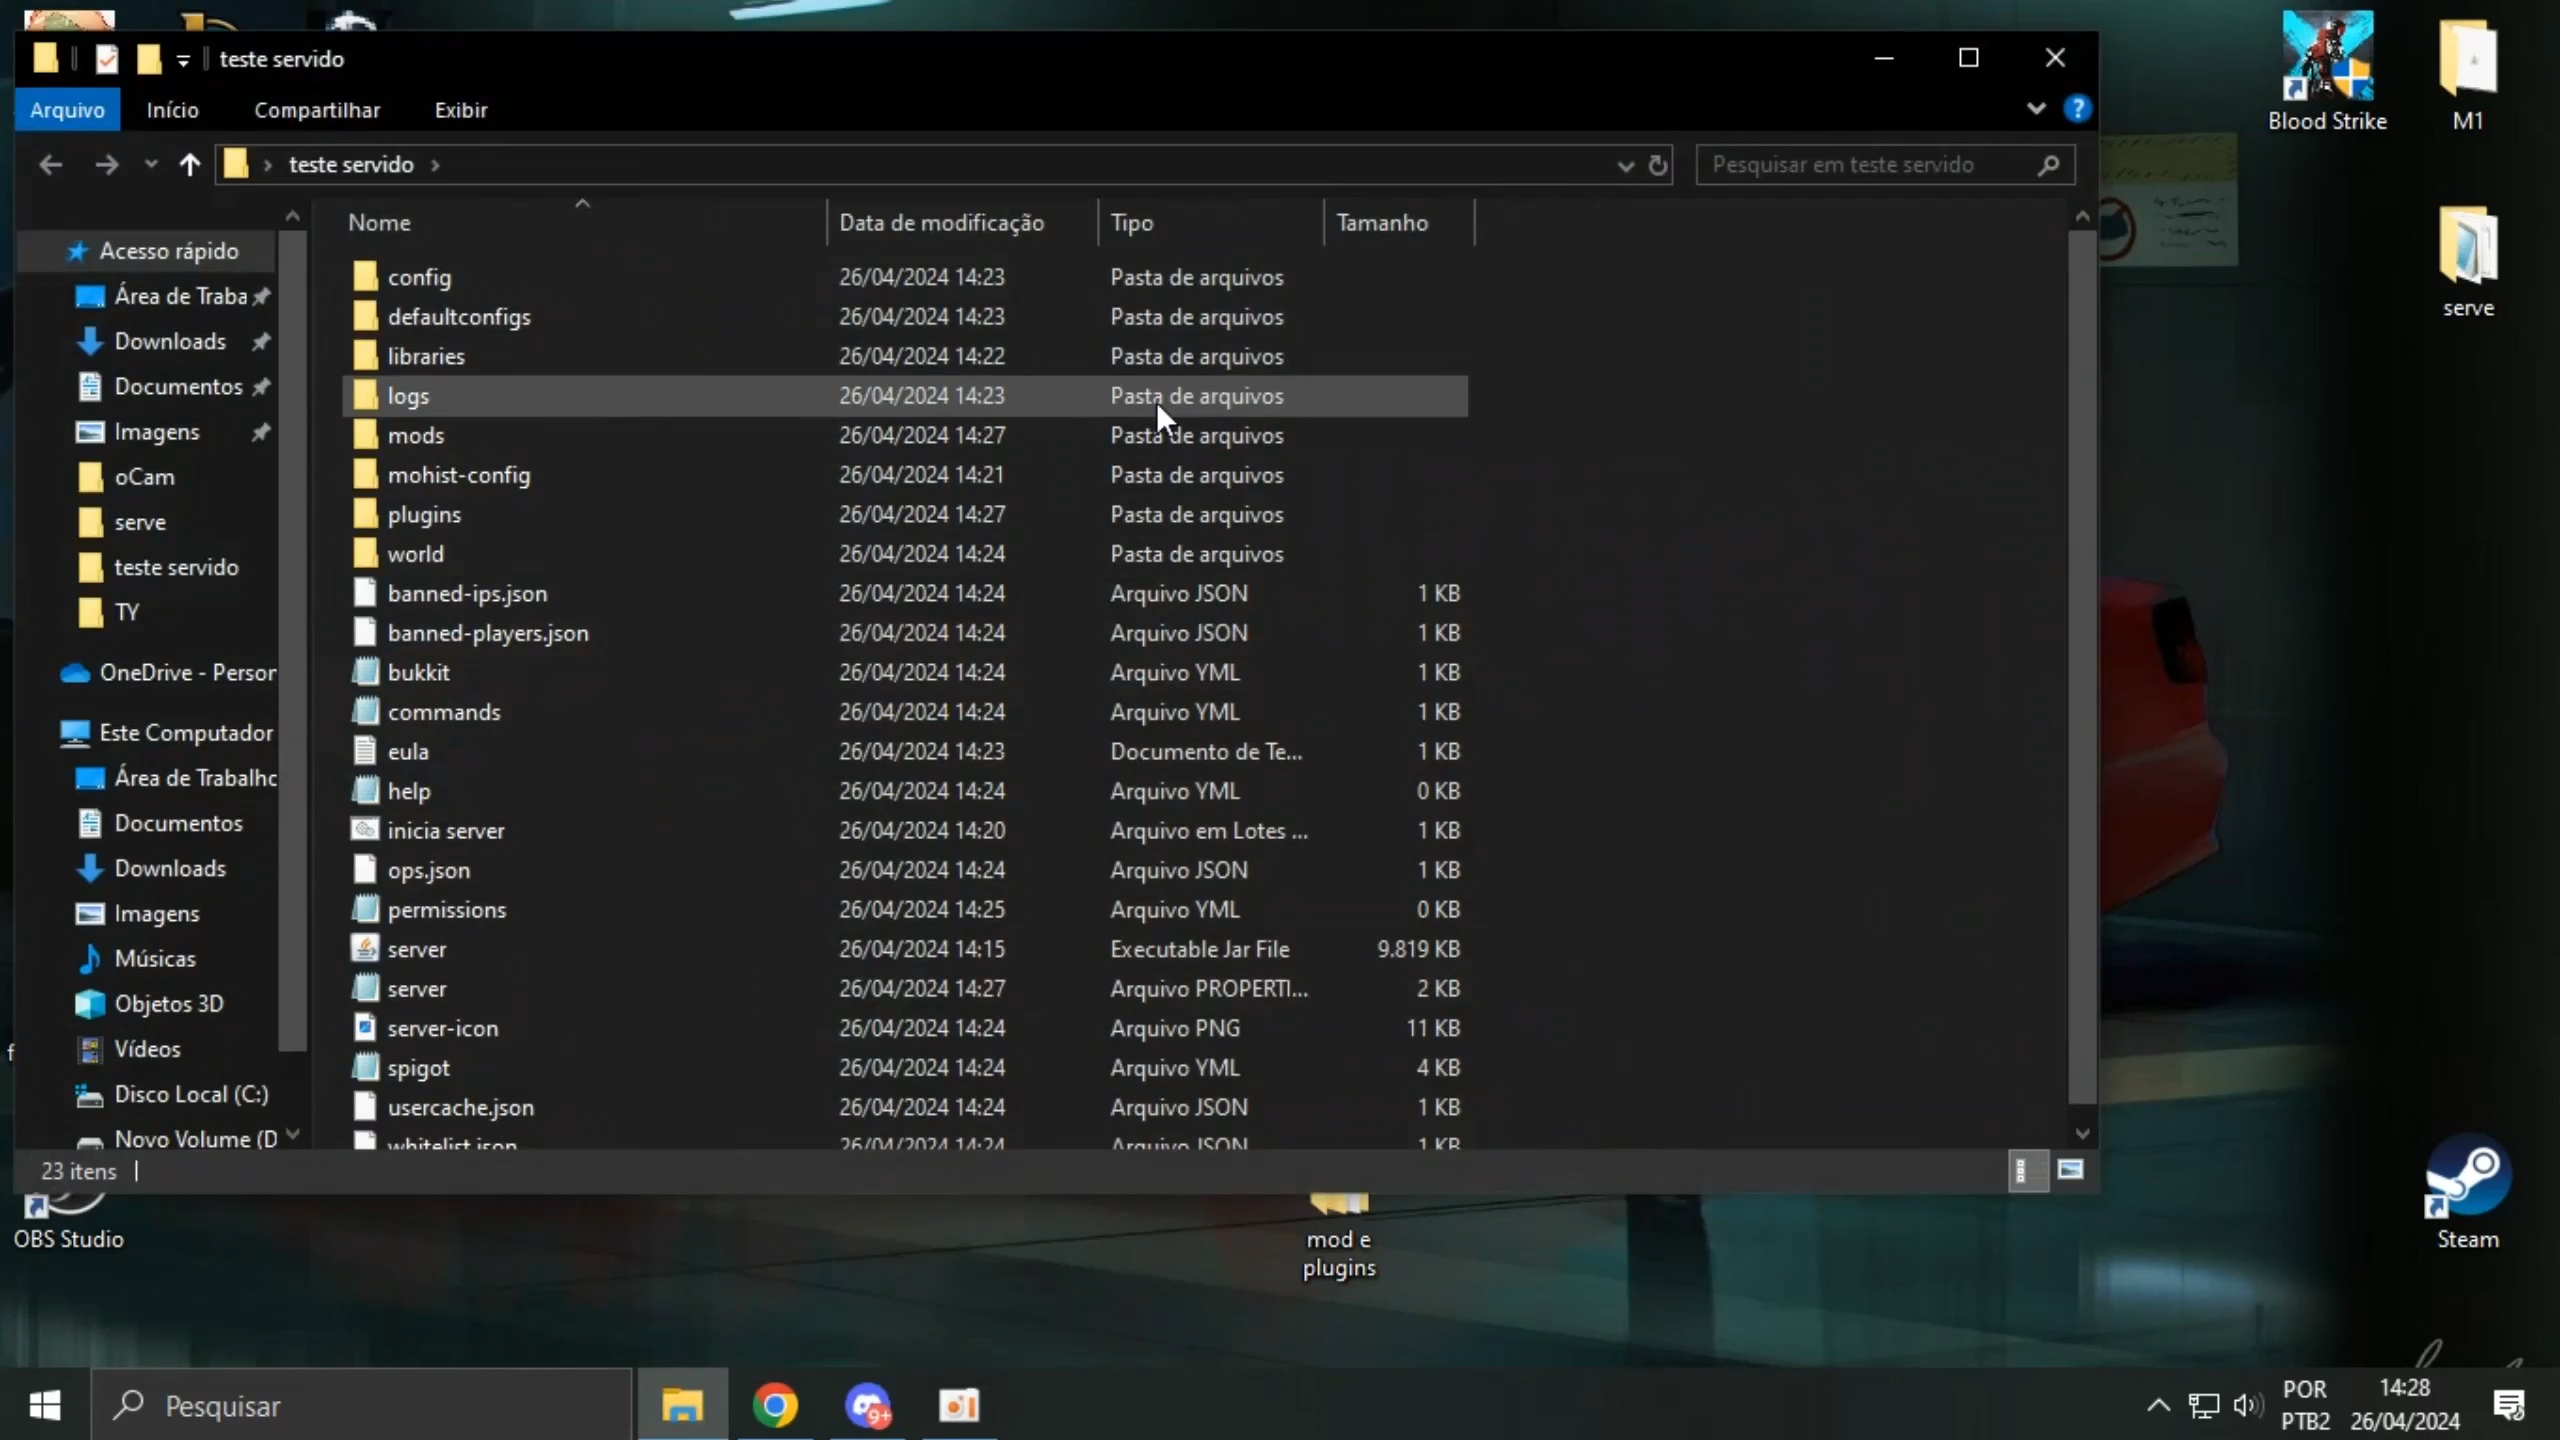 teste servido
Arquivo Início Compartilhar Exibir
teste servido Pesquisar em teste servido
Nome Data de modificação Tipo Tamanho
Acesso rápido
Área de Traba
Downloads
Documentos
Imagens
oCam
serve
teste servido
TY
OneDrive - Person
Este Computador
Área de Trabalho
Documentos
Downloads
Imagens
Músicas
Objetos 3D
Vídeos
Disco Local (C:)
Novo Volume (D
config 26/04/2024 14:23 Pasta de arquivos
defaultconfigs 26/04/2024 14:23 Pasta de arquivos
libraries 26/04/2024 14:22 Pasta de arquivos
logs 26/04/2024 14:23 Pasta de arquivos
mods 26/04/2024 14:27 Pasta de arquivos
mohist-config 26/04/2024 14:21 Pasta de arquivos
plugins 26/04/2024 14:27 Pasta de arquivos
world 26/04/2024 14:24 Pasta de arquivos
banned-ips.json 26/04/2024 14:24 Arquivo JSON 1 KB
banned-players.json 26/04/2024 14:24 Arquivo JSON 1 KB
bukkit 26/04/2024 14:24 Arquivo YML 1 KB
commands 26/04/2024 14:24 Arquivo YML 1 KB
eula 26/04/2024 14:23 Documento de Te... 1 KB
help 26/04/2024 14:24 Arquivo YML 0 KB
inicia server 26/04/2024 14:20 Arquivo em Lotes ... 1 KB
ops.json 26/04/2024 14:24 Arquivo JSON 1 KB
permissions 26/04/2024 14:25 Arquivo YML 0 KB
server 26/04/2024 14:15 Executable Jar File 9.819 KB
server 26/04/2024 14:27 Arquivo PROPERTI... 2 KB
server-icon 26/04/2024 14:24 Arquivo PNG 11 KB
spigot 26/04/2024 14:24 Arquivo YML 4 KB
usercache.json 26/04/2024 14:24 Arquivo JSON 1 KB
whitelist.json 26/04/2024 14:24 Arquivo JSON 1 KB
23 itens
Blood Strike
M1
serve
Steam
OBS Studio
mod e
plugins
Pesquisar
9+
POR
PTB2
14:28
26/04/2024